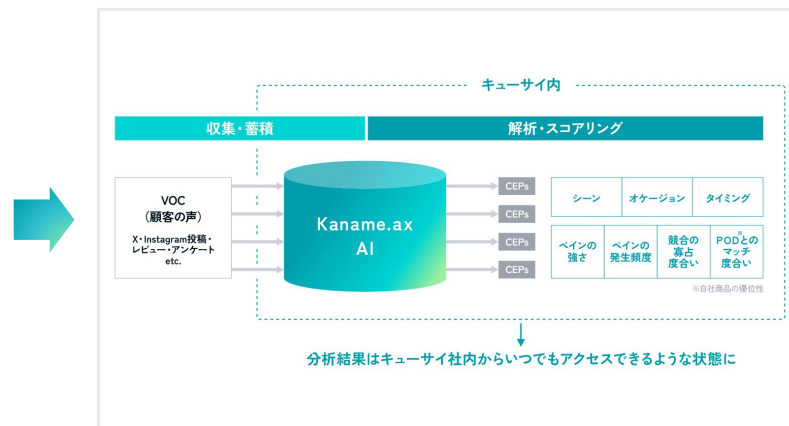 キューサイ内
収集・蓄積
解析・スコアリング
VOC
（顧客の声）
X・Instagram投稿・
レビュー・アンケート
etc.
Kaname.ax
AI
CEPs
CEPs
CEPs
CEPs
シーン
オケージョン
タイミング
ペインの
強さ
ペインの
発生頻度
競合の
寡占
度合い
※
PODとの
マッチ
度合い
※自社商品の優位性
分析結果はキューサイ社内からいつでもアクセスできるような状態に